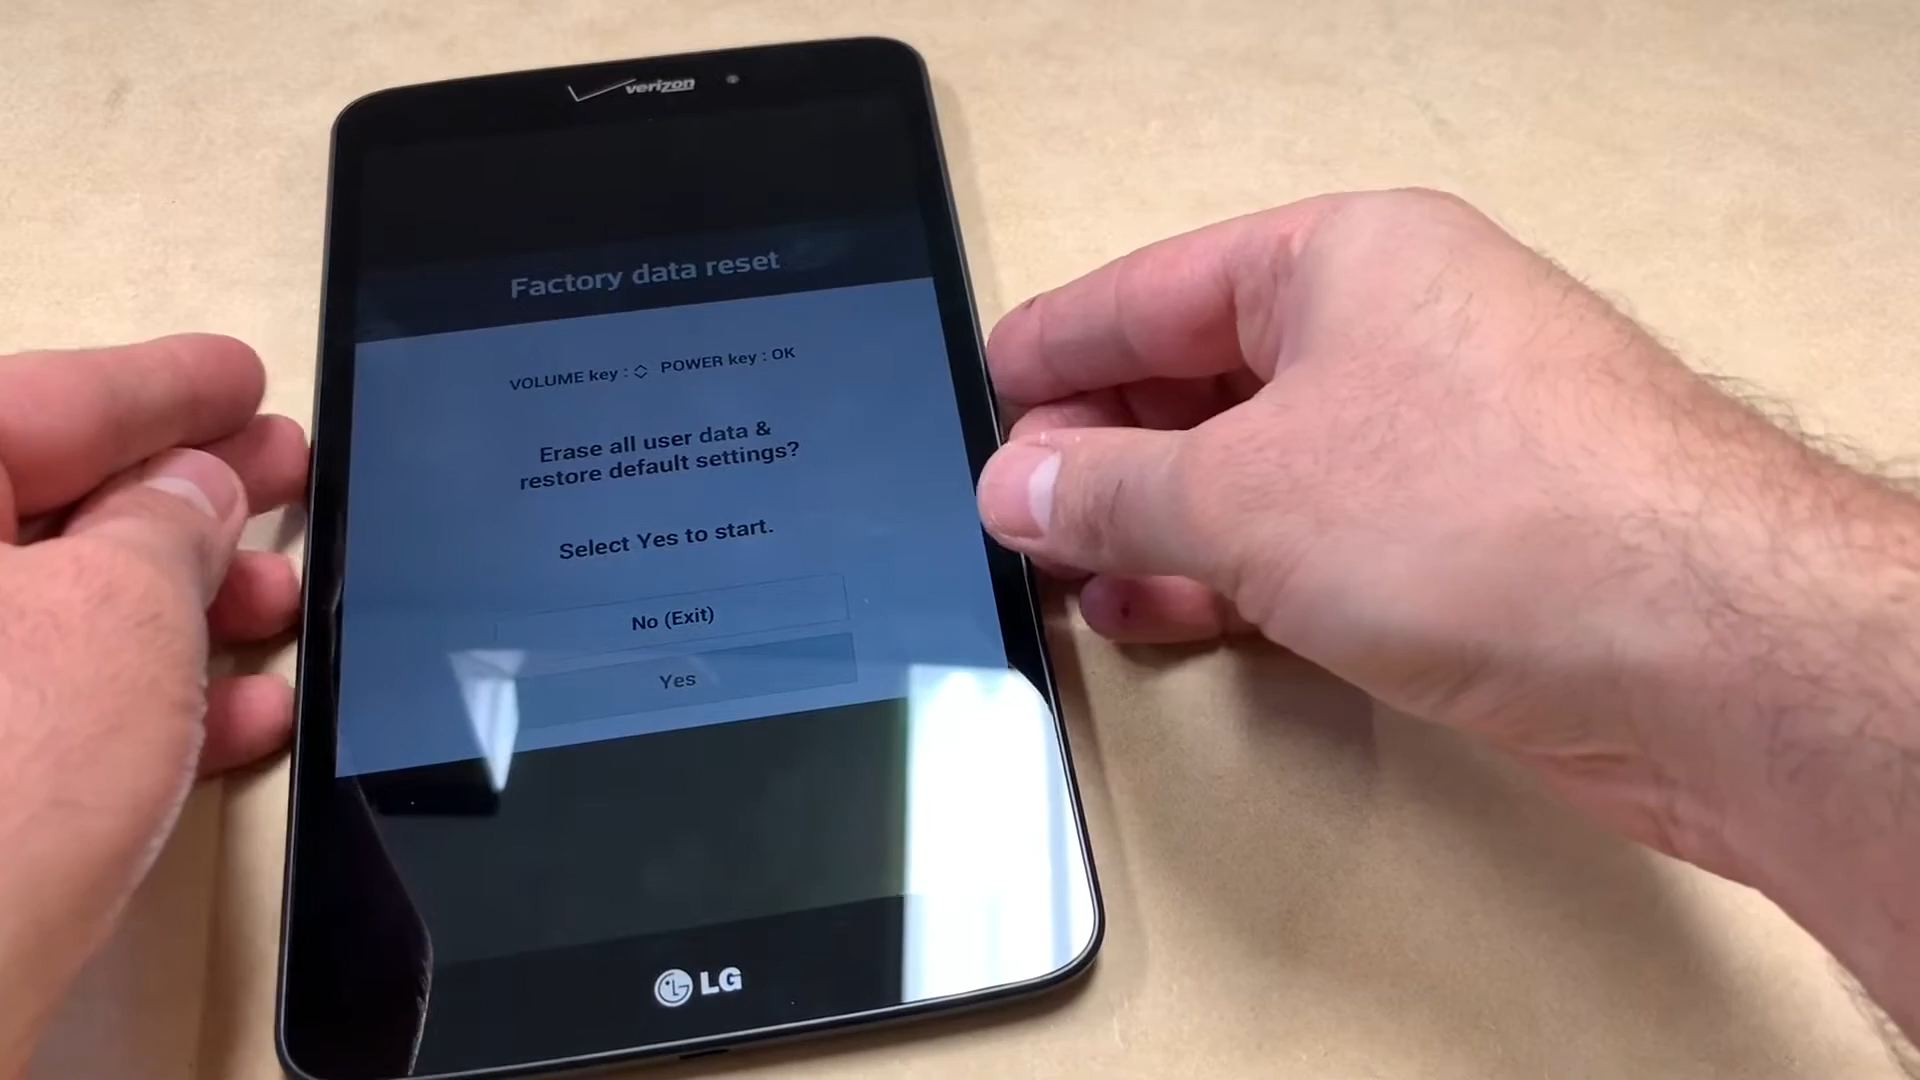 verizon
Factory data reset
VOLUME key : POWER key : OK
Erase all user data &
restore default settings?
Select Yes to start.
No (Exit)
Yes
LG